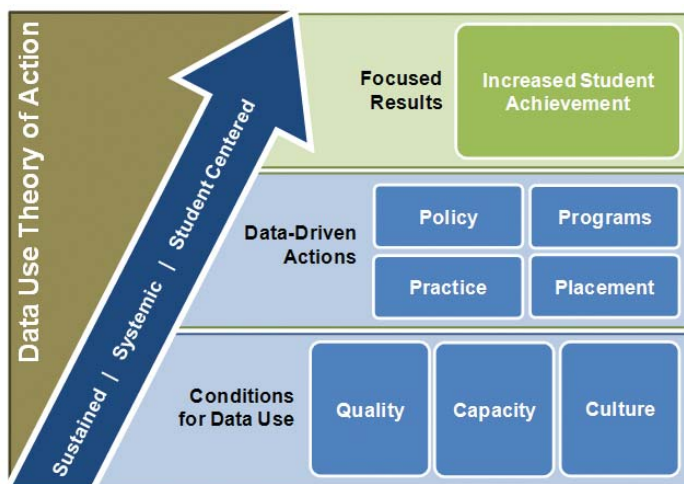 Data Use Theory of Action
Sustained | Systemic | Student Centered
Focused
Results
Increased Student
Achievement
Data-Driven
Actions
Policy
Programs
Practice
Placement
Conditions
for Data Use
Quality
Capacity
Culture